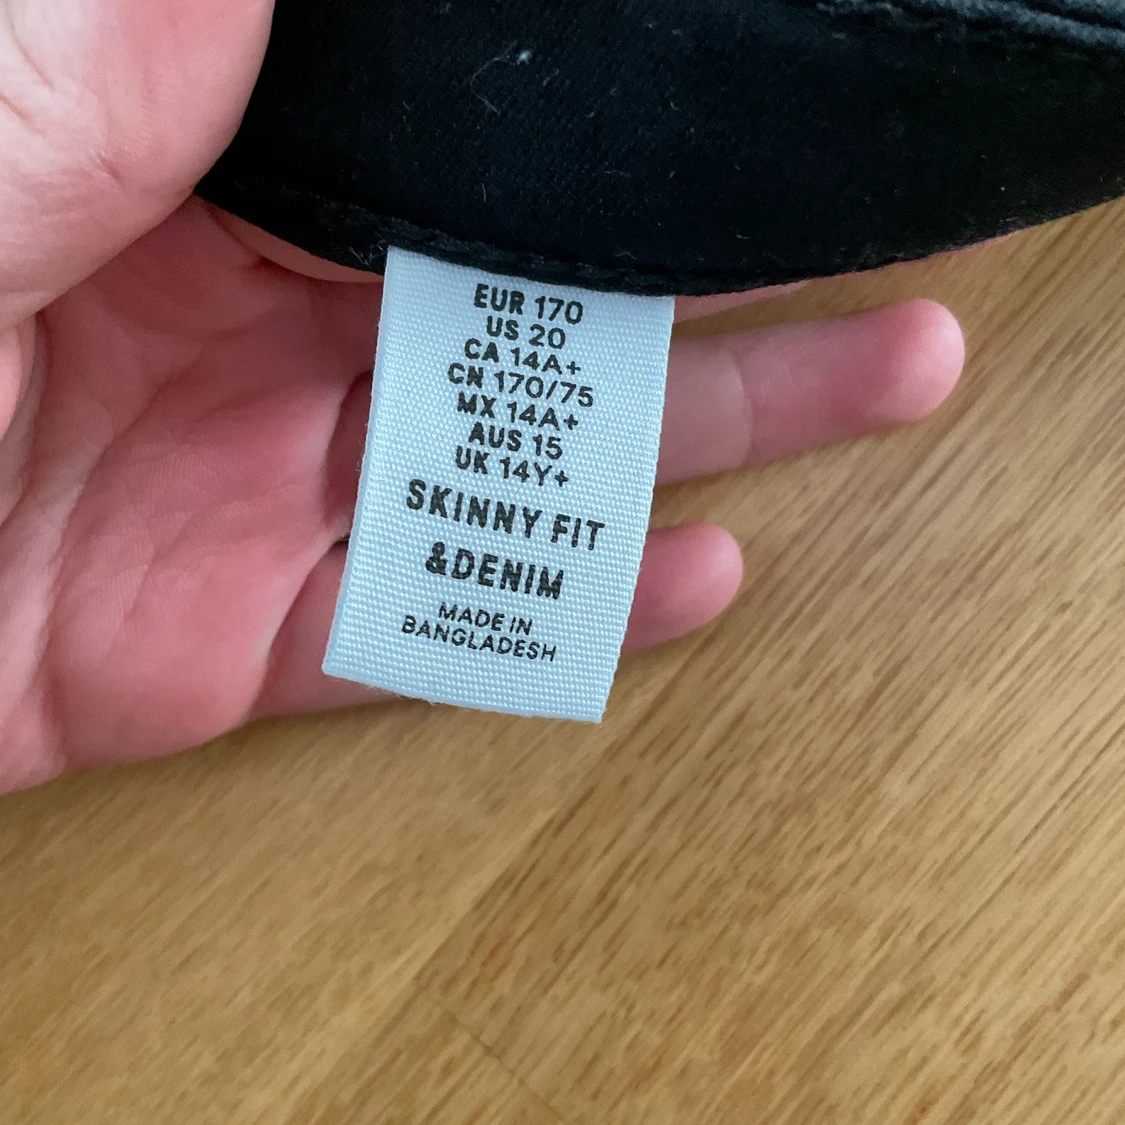 EUR 170
US 20
CA 14A+
CN 170/75
MX 14A+
AUS 15
UK 14Y+
SKINNY FIT
&DENIM
MADE IN
BANGLADESH